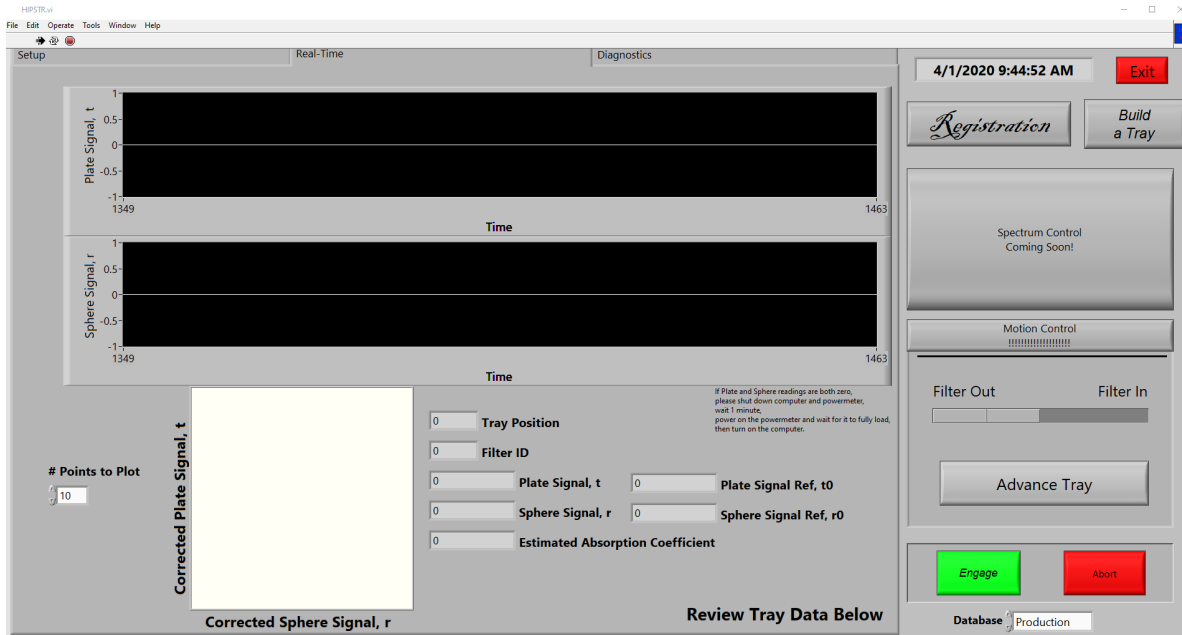 HIPSTR.vi
File Edit Operate Tools Window Help
Setup
Real-Time
Diagnostics
4/1/2020 9:44:52 AM
Exit
Registration
Build
a Tray
Plate Signal, t
1
0.5
0
-0.5
-1
1349
1463
Time
Sphere Signal, r
1
0.5
0
-0.5
-1
1349
1463
Time
Spectrum Control
Coming Soon!
Motion Control
!!!!!!!!!!!!!!!!!!!!
Filter Out
Filter In
Advance Tray
If Plate and Sphere readings are both zero,
please shut down computer and powermeter,
wait 1 minute,
power on the powermeter and wait for it to fully load,
then turn on the computer.
# Points to Plot
10
Corrected Plate Signal, t
Corrected Sphere Signal, r
0 Tray Position
0 Filter ID
0 Plate Signal, t
0 Plate Signal Ref, t0
0 Sphere Signal, r
0 Sphere Signal Ref, r0
0 Estimated Absorption Coefficient
Review Tray Data Below
Engage
Abort
Database Production